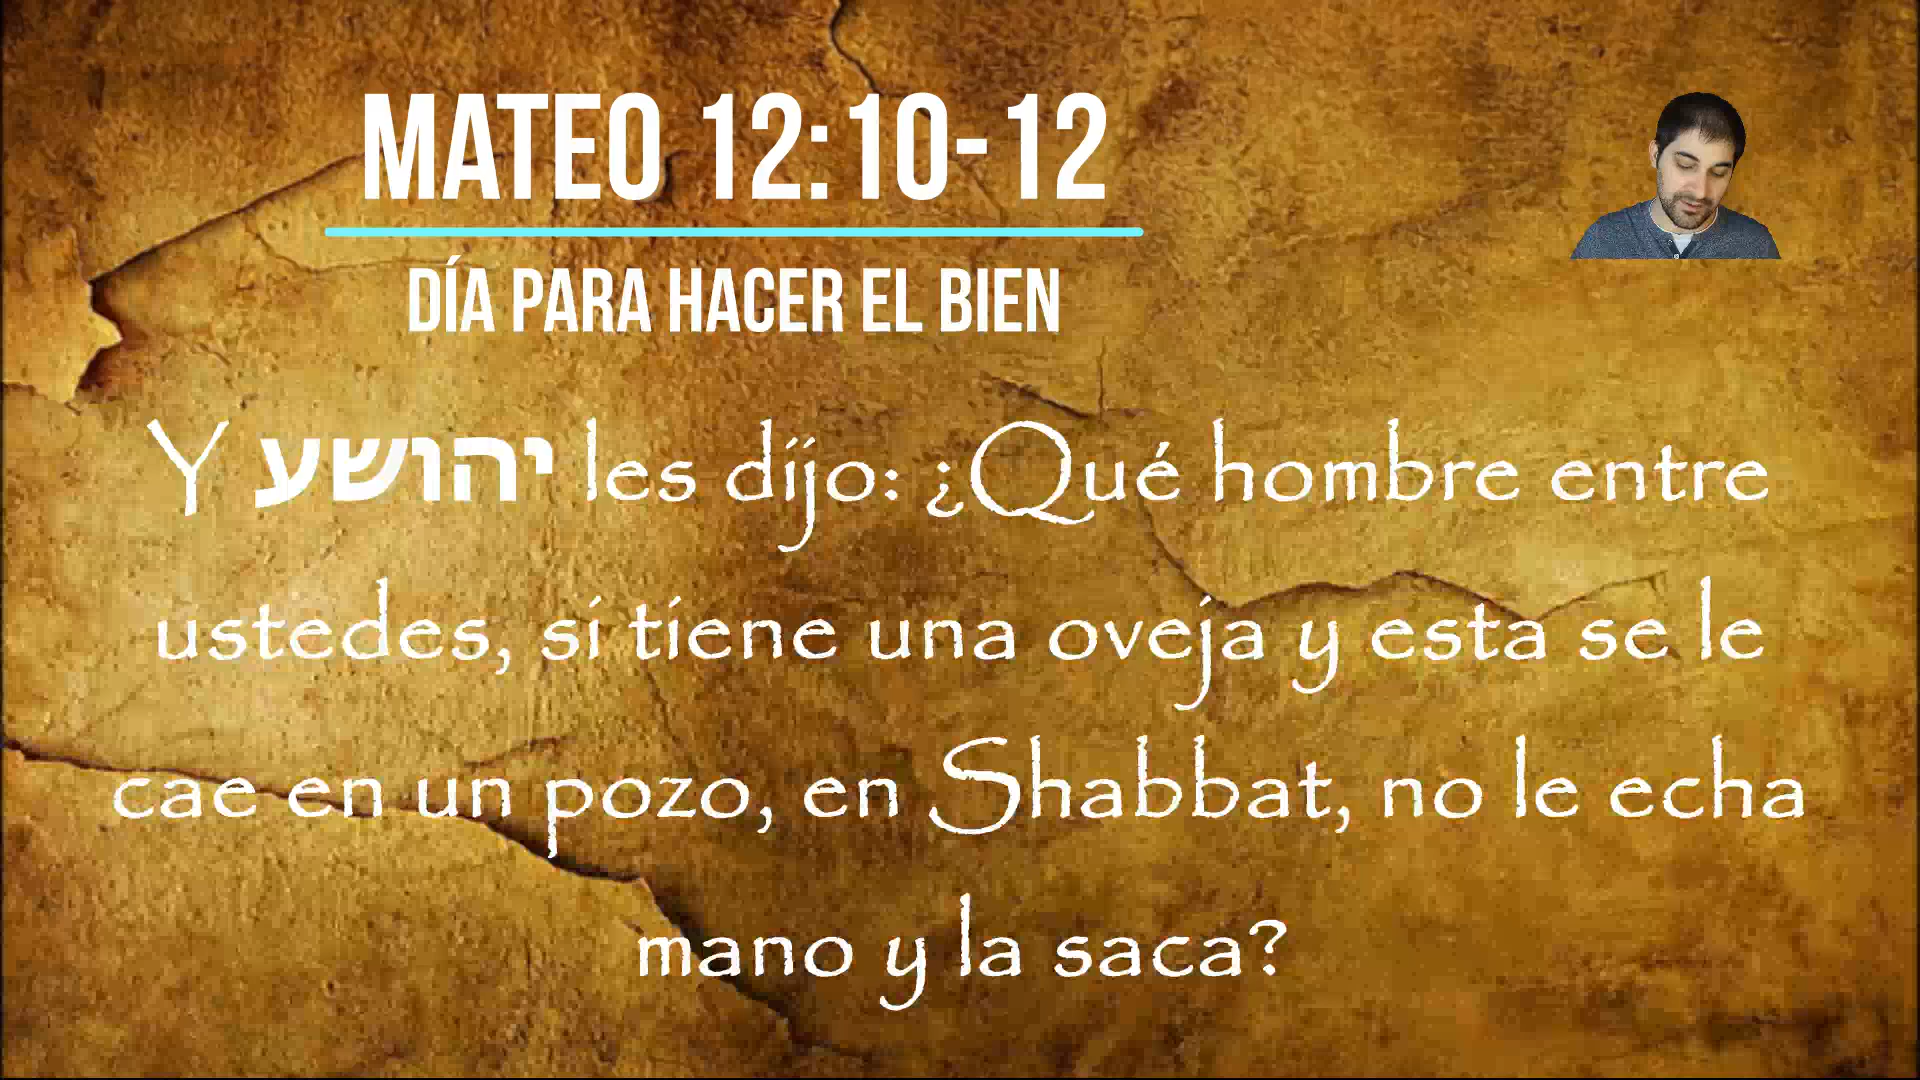 MATEO 12:10-12
DÍA PARA HACER EL BIEN
Y יהושע les dijo: ¿Qué hombre entre
ustedes, si tiene una oveja y esta se le
cae en un pozo, en Shabbat, no le echa
mano y la saca?